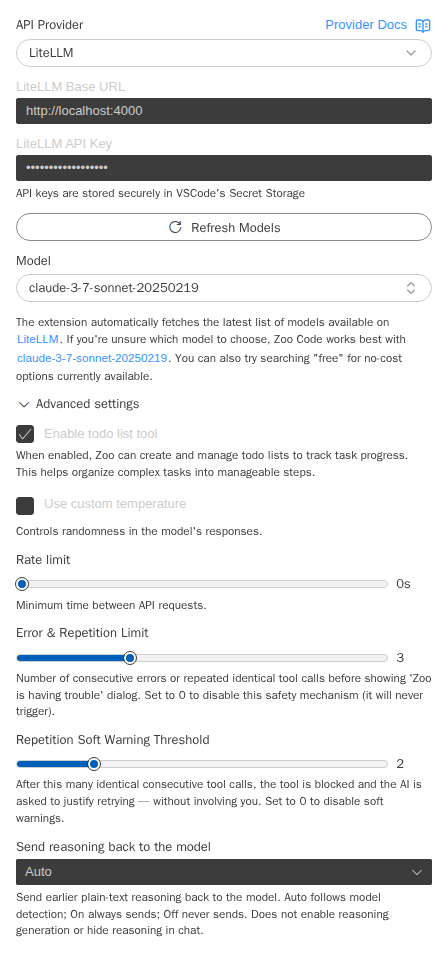 API Provider
Provider Docs
LiteLLM
LiteLLM Base URL
http://localhost:4000
LiteLLM API Key
••••••••••••••••••
API keys are stored securely in VSCode's Secret Storage
Refresh Models
Model
claude-3-7-sonnet-20250219
The extension automatically fetches the latest list of models available on
LiteLLM. If you're unsure which model to choose, Zoo Code works best with
claude-3-7-sonnet-20250219. You can also try searching "free" for no-cost
options currently available.
Advanced settings
Enable todo list tool
When enabled, Zoo can create and manage todo lists to track task progress.
This helps organize complex tasks into manageable steps.
Use custom temperature
Controls randomness in the model's responses.
Rate limit
0s
Minimum time between API requests.
Error & Repetition Limit
3
Number of consecutive errors or repeated identical tool calls before showing 'Zoo
is having trouble' dialog. Set to 0 to disable this safety mechanism (it will never
trigger).
Repetition Soft Warning Threshold
2
After this many identical consecutive tool calls, the tool is blocked and the AI is
asked to justify retrying — without involving you. Set to 0 to disable soft
warnings.
Send reasoning back to the model
Auto
Send earlier plain-text reasoning back to the model. Auto follows model
detection; On always sends; Off never sends. Does not enable reasoning
generation or hide reasoning in chat.